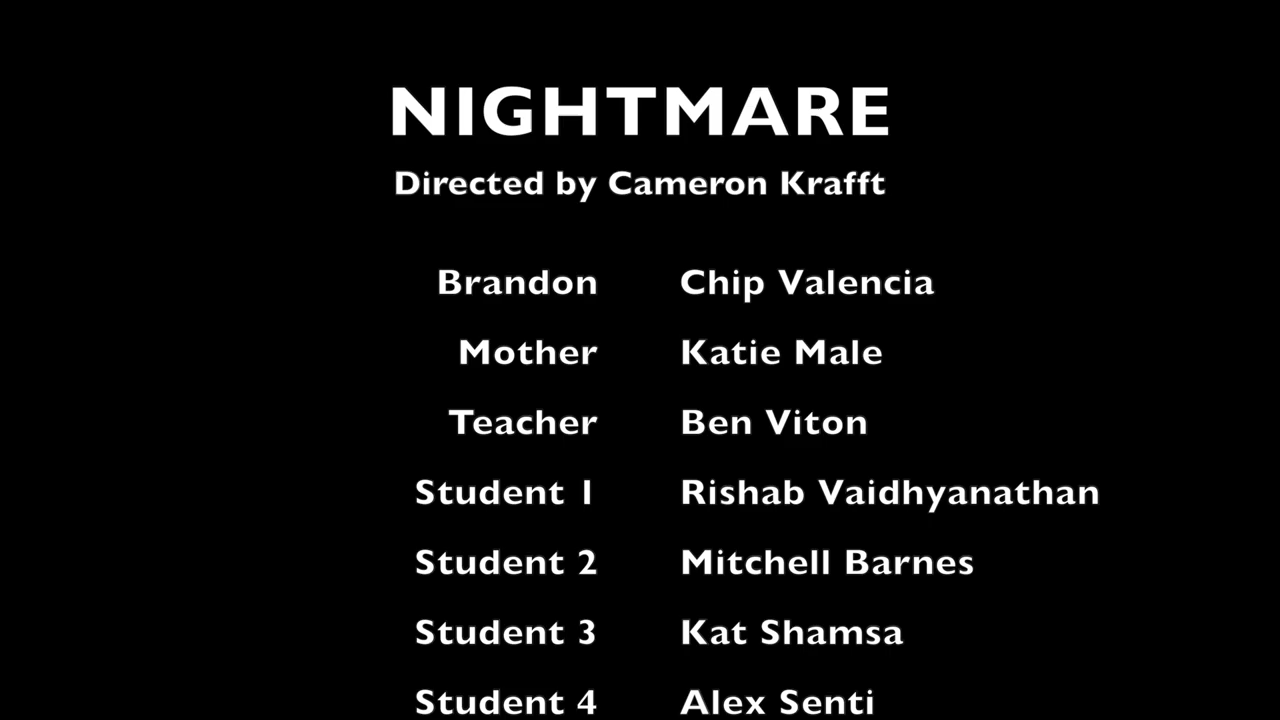 NIGHTMARE
Directed by Cameron Krafft
Brandon Chip Valencia
Mother Katie Male
Teacher Ben Viton
Student 1 Rishab Vaidhyanathan
Student 2 Mitchell Barnes
Student 3 Kat Shamsa
Student 4 Alex Senti